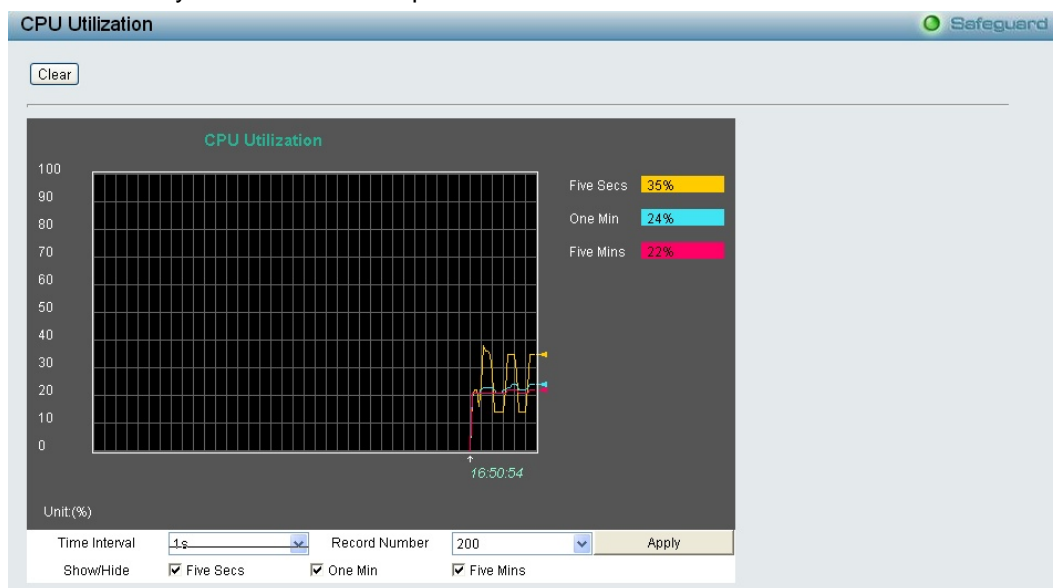 CPU Utilization
Safeguard
Clear
CPU Utilization
100
90
80
70
60
50
40
30
20
10
0
Five Secs 35%
One Min 24%
Five Mins 22%
16:50:54
Unit:(%)
Time Interval 1s Record Number 200 Apply
Show/Hide Five Secs One Min Five Mins